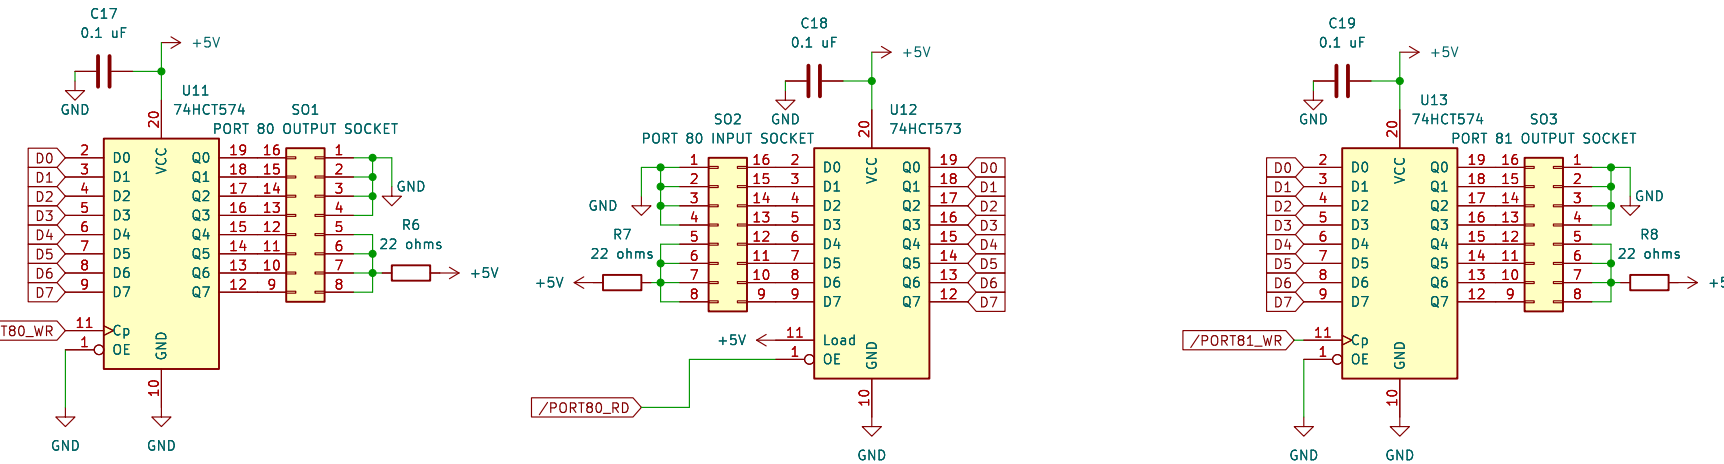 C17
0.1 uF
+5V
GND
U11
74HCT574
20
VCC
SO1
PORT 80 OUTPUT SOCKET
D0 2 D0 Q0 19 16 1
D1 3 D1 Q1 18 15 2
D2 4 D2 Q2 17 14 3
D3 5 D3 Q3 16 13 4
D4 6 D4 Q4 15 12 5
D5 7 D5 Q5 14 11 6
D6 8 D6 Q6 13 10 7
D7 9 D7 Q7 12 9 8
GND
R6
22 ohms
+5V
T80_WR 11 Cp
1 OE
GND
10
GND
GND
C18
0.1 uF
+5V
GND
U12
74HCT573
20
VCC
SO2
PORT 80 INPUT SOCKET
1 16 2 D0 Q0 19 D0
2 15 3 D1 Q1 18 D1
3 14 4 D2 Q2 17 D2
4 13 5 D3 Q3 16 D3
5 12 6 D4 Q4 15 D4
6 11 7 D5 Q5 14 D5
7 10 8 D6 Q6 13 D6
8 9 9 D7 Q7 12 D7
GND
R7
22 ohms
+5V
+5V 11 Load
1 OE
GND
/PORT80_RD
10
GND
C19
0.1 uF
+5V
GND
U13
74HCT574
20
VCC
SO3
PORT 81 OUTPUT SOCKET
D0 2 D0 Q0 19 16 1
D1 3 D1 Q1 18 15 2
D2 4 D2 Q2 17 14 3
D3 5 D3 Q3 16 13 4
D4 6 D4 Q4 15 12 5
D5 7 D5 Q5 14 11 6
D6 8 D6 Q6 13 10 7
D7 9 D7 Q7 12 9 8
GND
R8
22 ohms
/PORT81_WR 11 Cp
1 OE
GND
10
GND
GND